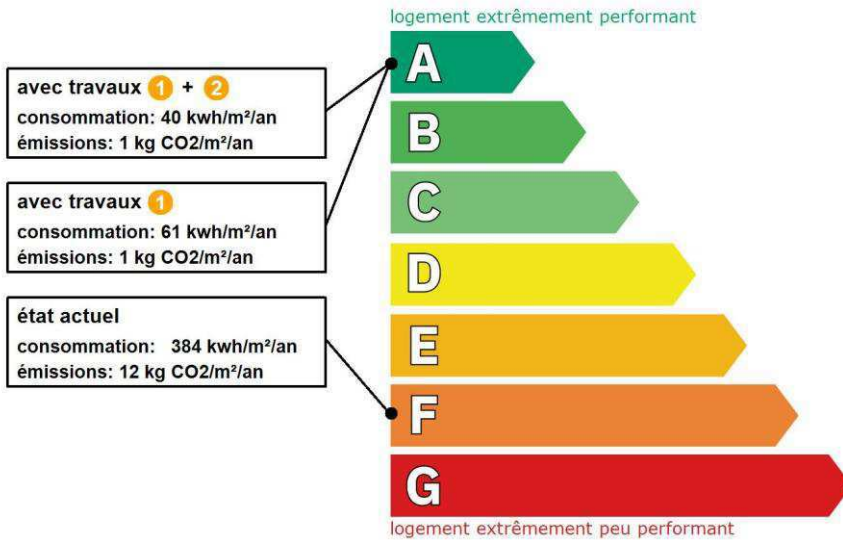 logement extrêmement performant
avec travaux 1 + 2
consommation: 40 kwh/m²/an
émissions: 1 kg CO2/m²/an
avec travaux 1
consommation: 61 kwh/m²/an
émissions: 1 kg CO2/m²/an
état actuel
consommation: 384 kwh/m²/an
émissions: 12 kg CO2/m²/an
A
B
C
D
E
F
G
logement extrêmement peu performant